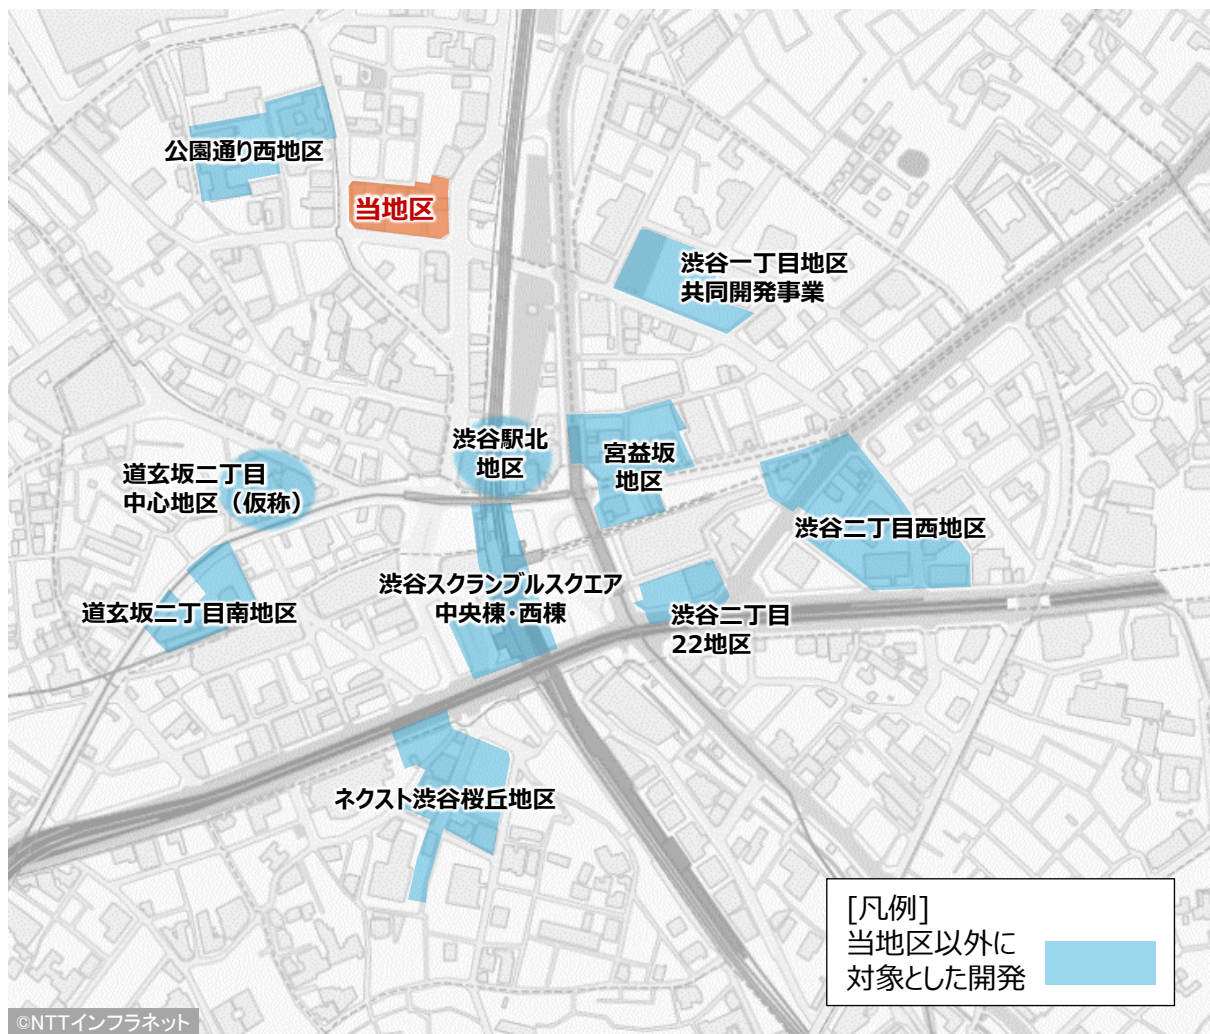 公園通り西地区
当地区
渋谷一丁目地区
共同開発事業
渋谷駅北
地区
宮益坂
地区
道玄坂二丁目
中心地区（仮称）
渋谷二丁目西地区
渋谷スクランブルスクエア
中央棟･西棟
道玄坂二丁目南地区
渋谷二丁目
22地区
ネクスト渋谷桜丘地区
[凡例]
当地区以外に
対象とした開発
©NTTインフラネット